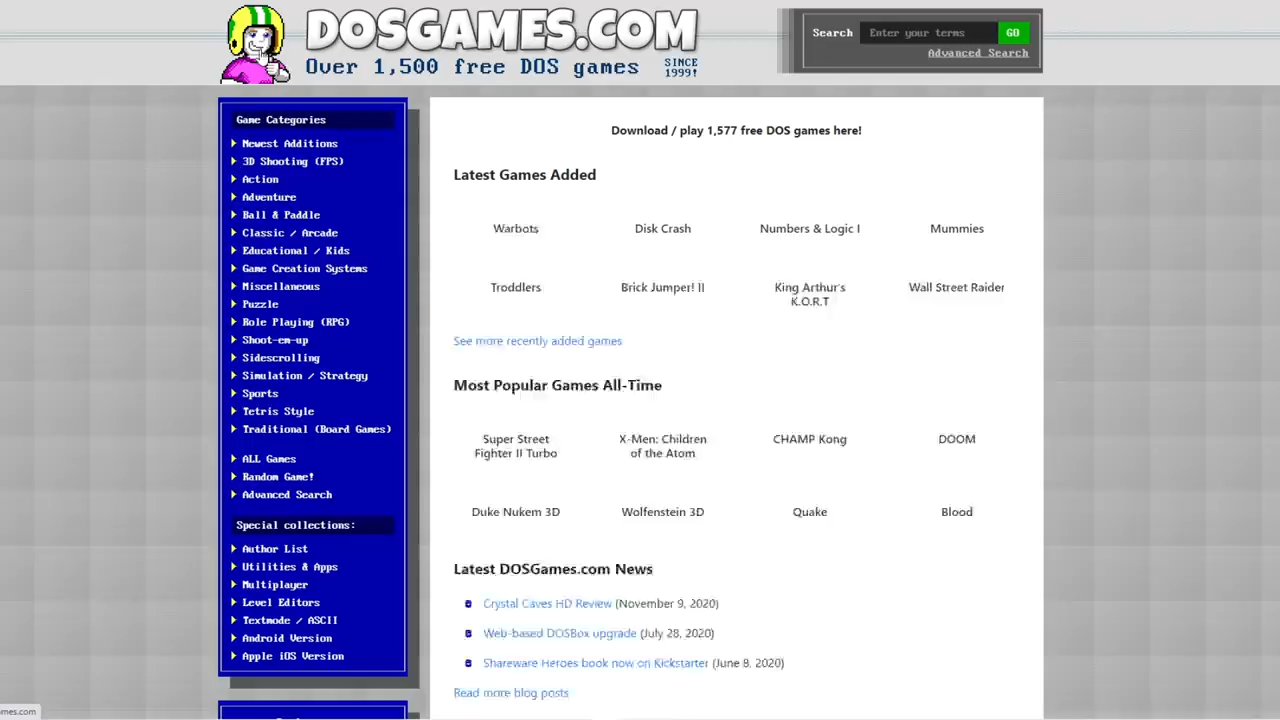 DOSGAMES.COM
Over 1,500 free DOS games
SINCE
1999!
Search
Enter your terms
GO
Advanced Search
Game Categories
Newest Additions
3D Shooting (FPS)
Action
Adventure
Ball & Paddle
Classic / Arcade
Educational / Kids
Game Creation Systems
Miscellaneous
Puzzle
Role Playing (RPG)
Shoot-em-up
Sidescrolling
Simulation / Strategy
Sports
Tetris Style
Traditional (Board Games)
ALL Games
Random Game!
Advanced Search
Special collections:
Author List
Utilities & Apps
Multiplayer
Level Editors
Textmode / ASCII
Android Version
Apple iOS Version
Download / play 1,577 free DOS games here!
Latest Games Added
Warbots
Disk Crash
Numbers & Logic I
Mummies
Troddlers
Brick Jumper! II
King Arthur's
K.O.R.T
Wall Street Raider
See more recently added games
Most Popular Games All-Time
Super Street
Fighter II Turbo
X-Men: Children
of the Atom
CHAMP Kong
DOOM
Duke Nukem 3D
Wolfenstein 3D
Quake
Blood
Latest DOSGames.com News
Crystal Caves HD Review (November 9, 2020)
Web-based DOSBox upgrade (July 28, 2020)
Shareware Heroes book now on Kickstarter (June 8, 2020)
Read more blog posts
mes.com